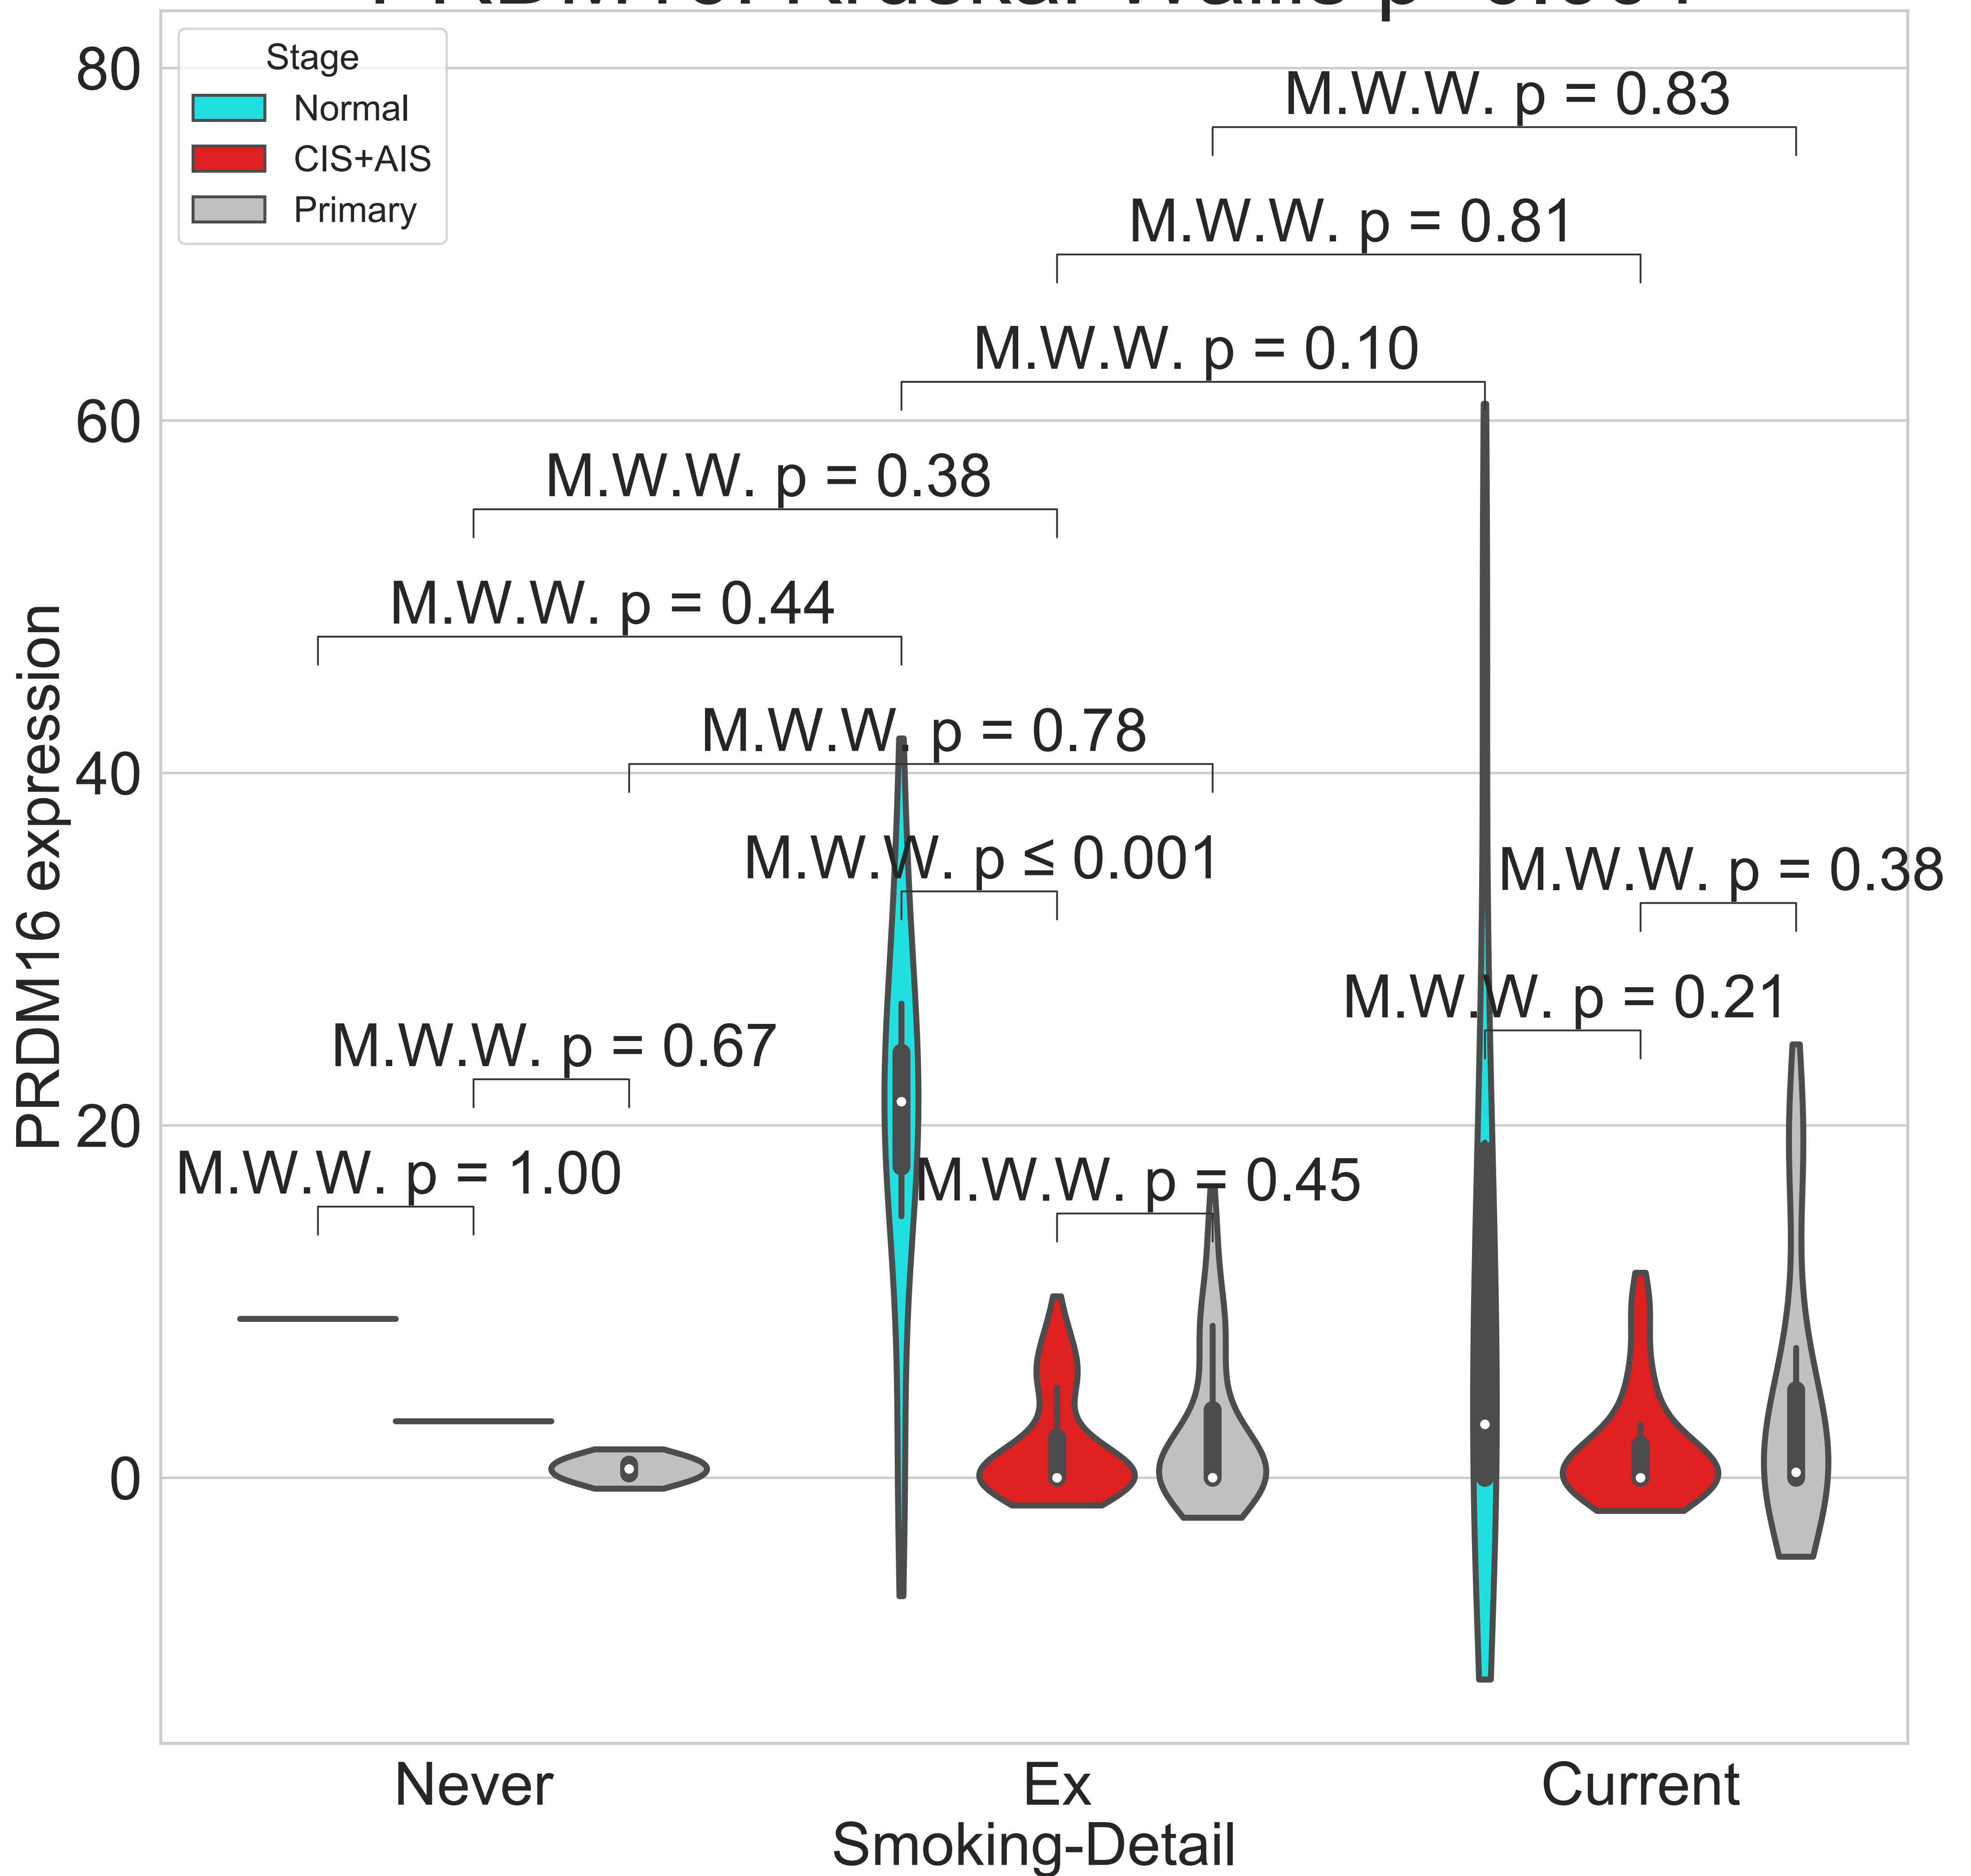 80
Stage
Normal
CIS+AIS
Primary
M.W.W. p = 0.83
M.W.W. p = 0.81
M.W.W. p = 0.10
60
M.W.W. p = 0.38
M.W.W. p = 0.44
M.W.W. p = 0.78
40
M.W.W. p ≤ 0.001
M.W.W. p = 0.38
M.W.W. p = 0.21
M.W.W. p = 0.67
20
M.W.W. p = 1.00
M.W.W. p = 0.45
0
PRDM16 expression
Never
Ex
Current
Smoking-Detail